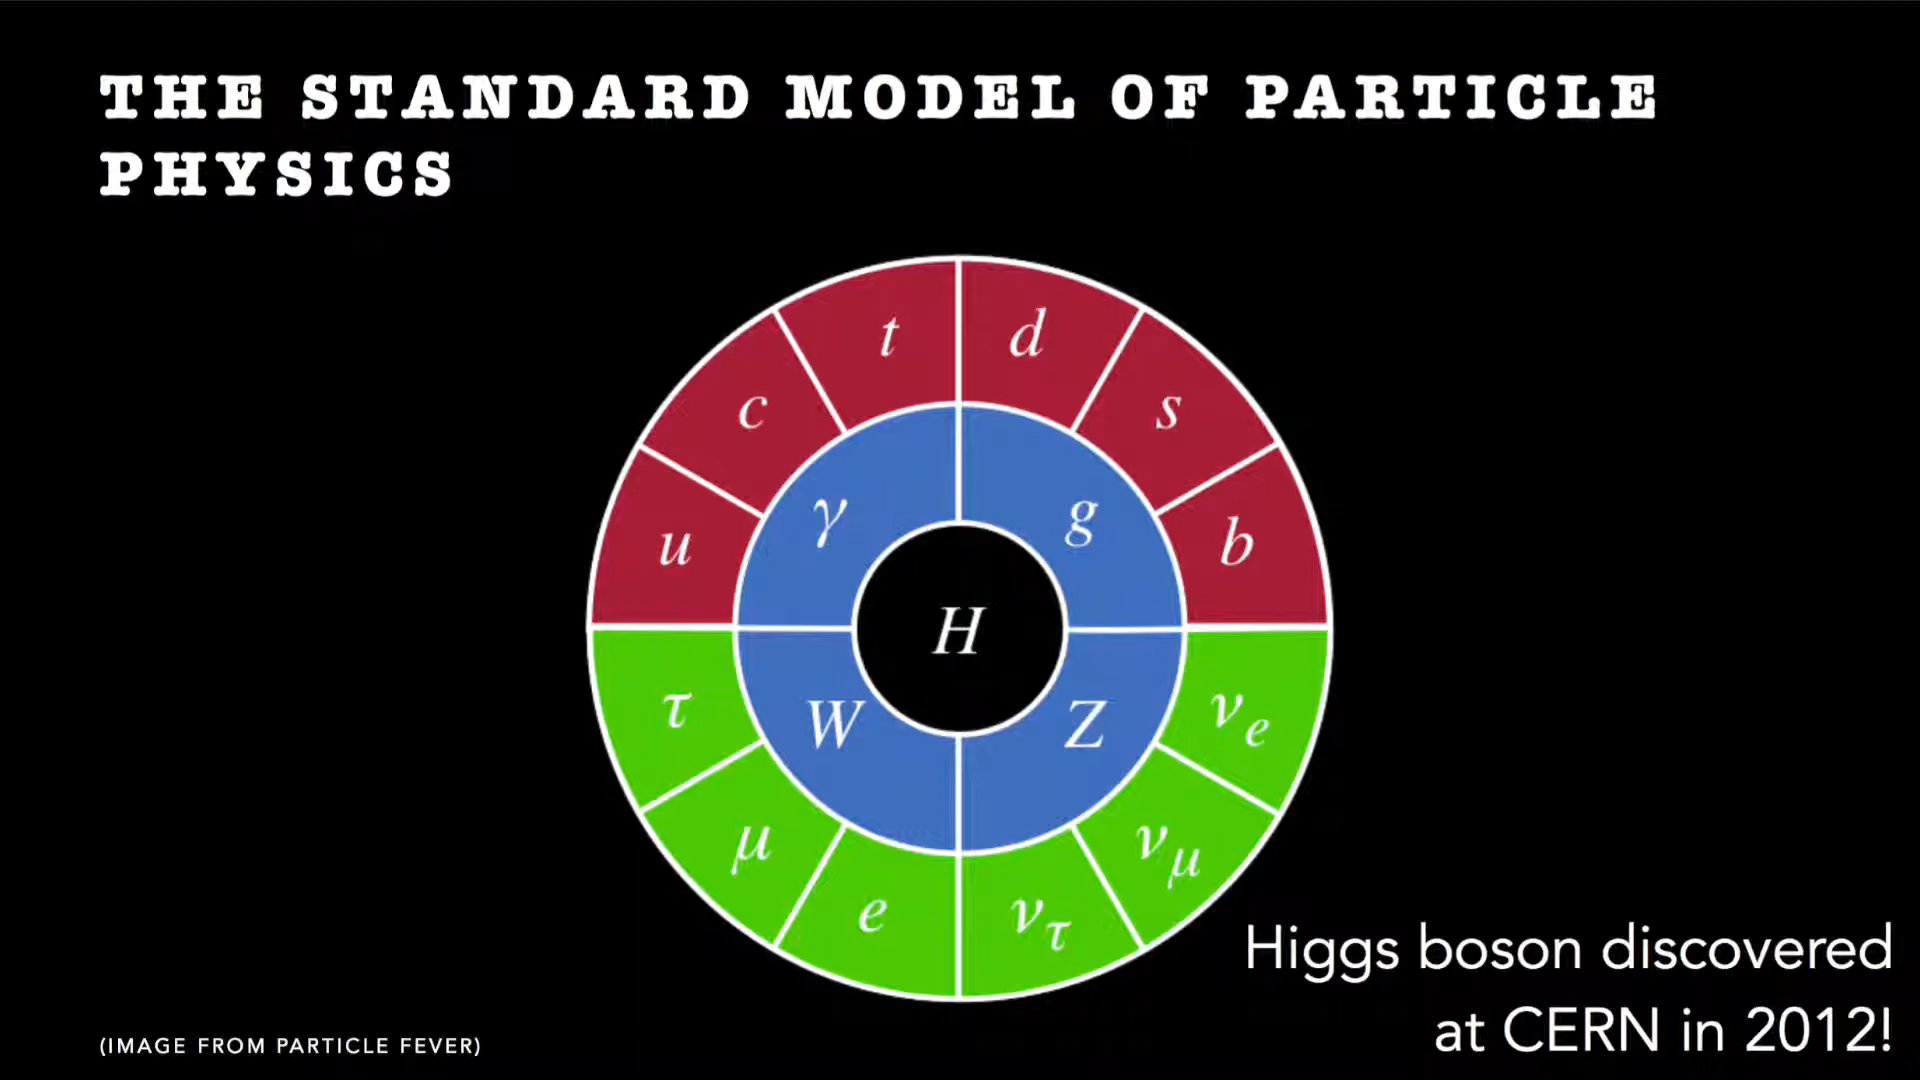 THE STANDARD MODEL OF PARTICLE
PHYSICS
t
d
c
s
γ
g
u
b
H
τ
W
Z
νe
μ
νμ
e
ντ
Higgs boson discovered
at CERN in 2012!
(IMAGE FROM PARTICLE FEVER)